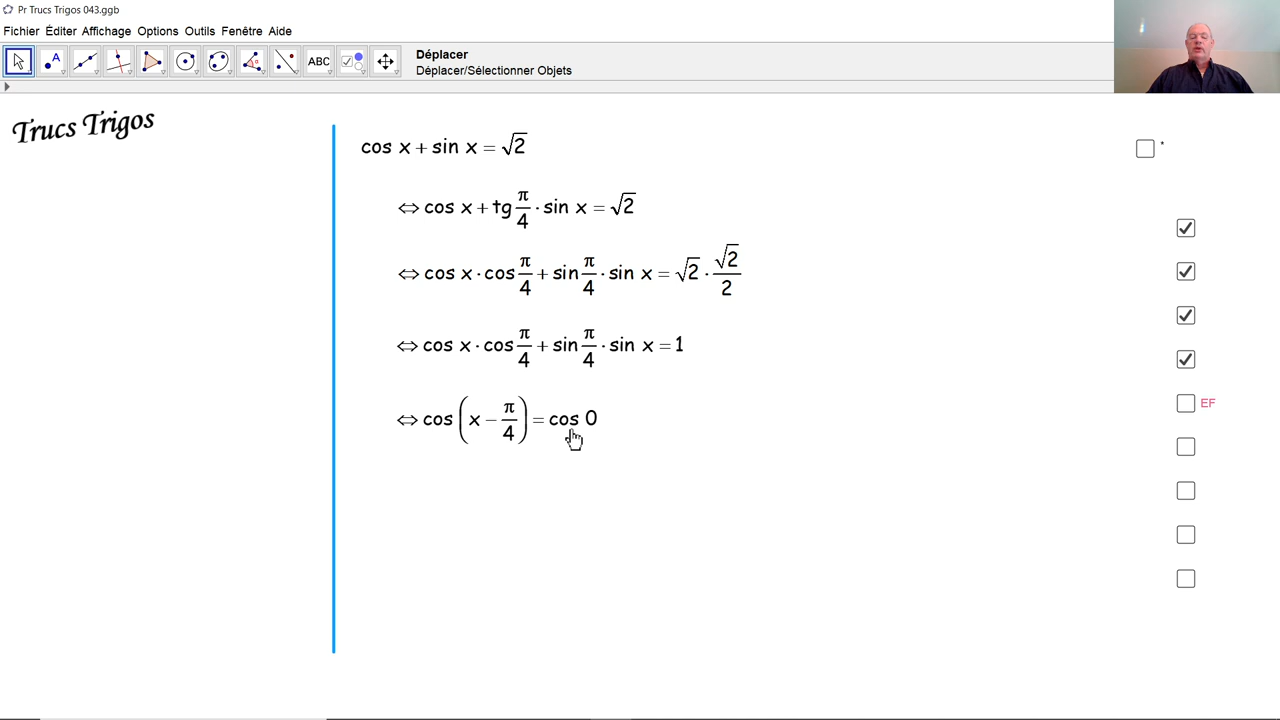 Pr Trucs Trigos 043.ggb
Fichier Éditer Affichage Options Outils Fenêtre Aide
ABC
Déplacer
Déplacer/Sélectionner Objets
Trucs Trigos
cos x + sin x = √2
⇔ cos x + tg π/4 · sin x = √2
⇔ cos x · cos π/4 + sin π/4 · sin x = √2 · √2/2
⇔ cos x · cos π/4 + sin π/4 · sin x = 1
⇔ cos (x − π/4) = cos 0
*
EF